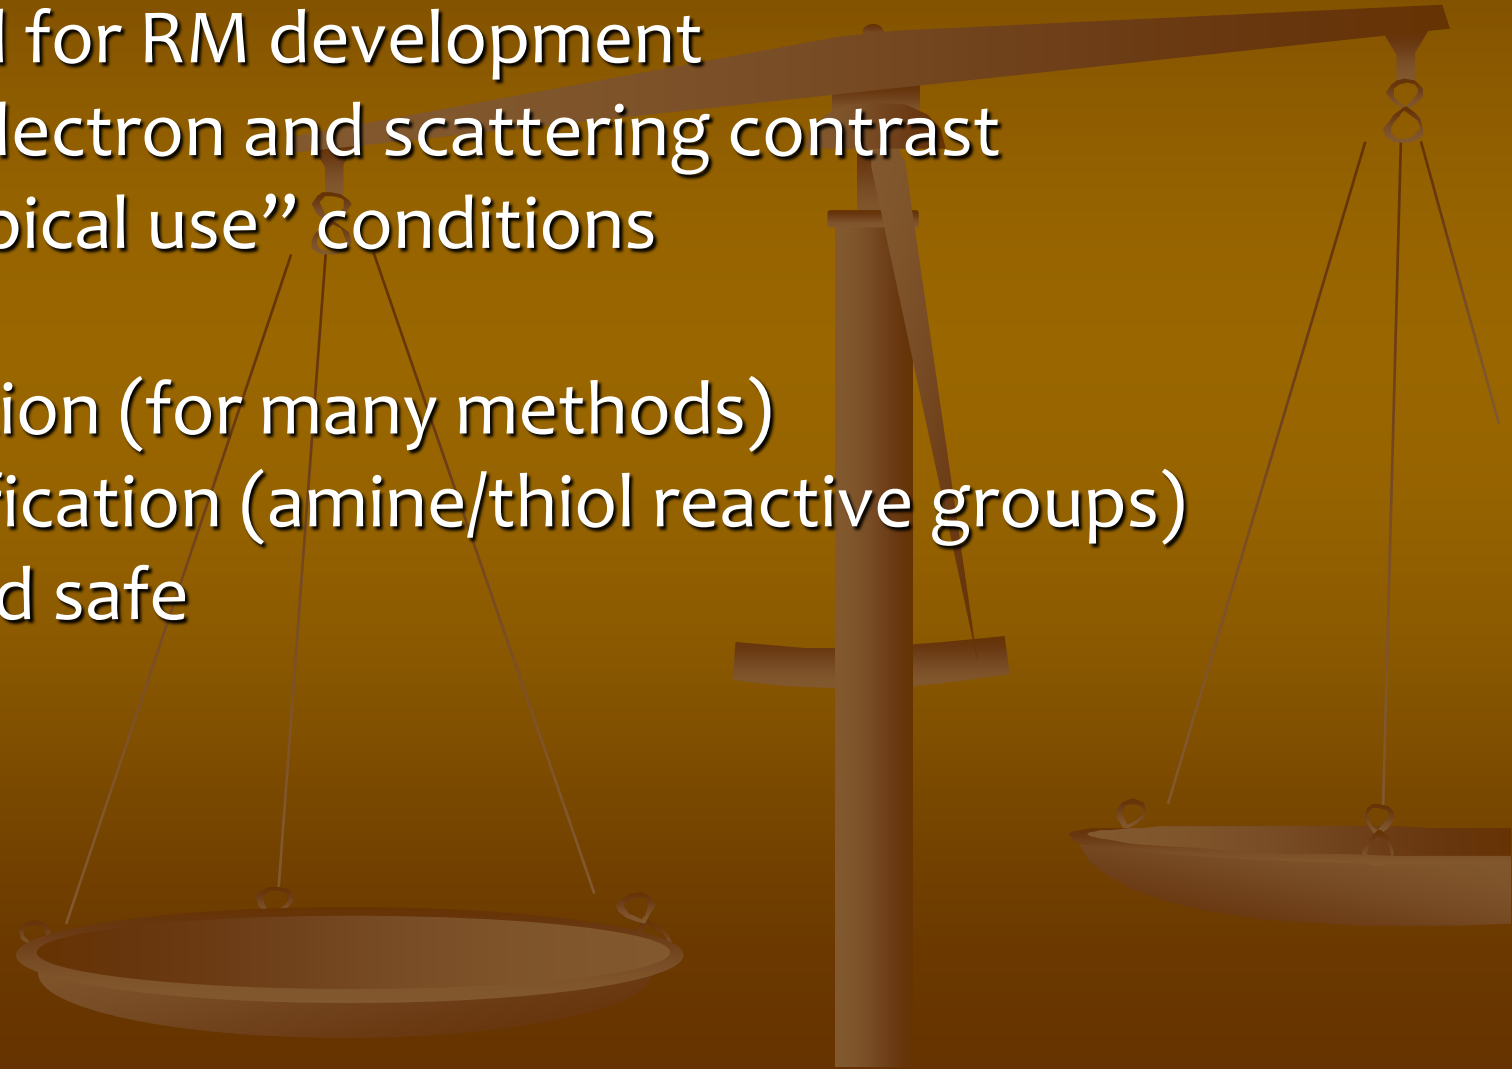 for RM development
lectron and scattering contrast
pical use” conditions
ion (for many methods)
fication (amine/thiol reactive groups)
d safe